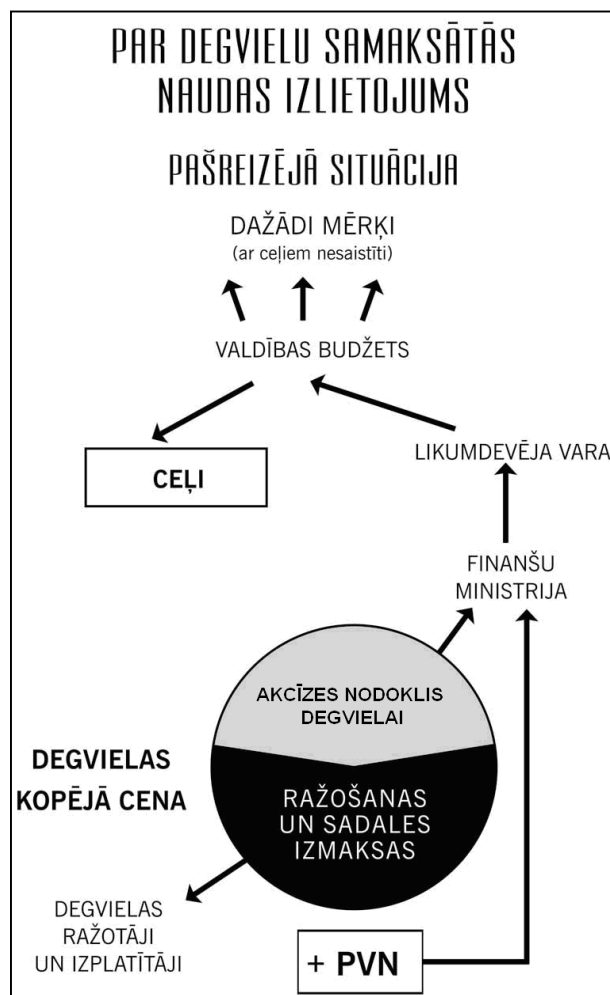 PAR DEGVIELU SAMAKSĀTĀS
NAUDAS IZLIETOJUMS
PAŠREIZĒJĀ SITUĀCIJA
DAŽĀDI MĒRĶI
(ar ceļiem nesaistīti)
VALDĪBAS BUDŽETS
LIKUMDEVĒJA VARA
CEĻI
FINANŠU
MINISTRIJA
AKCĪZES NODOKLIS
DEGVIELAI
DEGVIELAS
KOPĒJĀ CENA
RAŽOŠANAS
UN SADALES
IZMAKSAS
DEGVIELAS
RAŽOTĀJI
UN IZPLATĪTĀJI
+ PVN